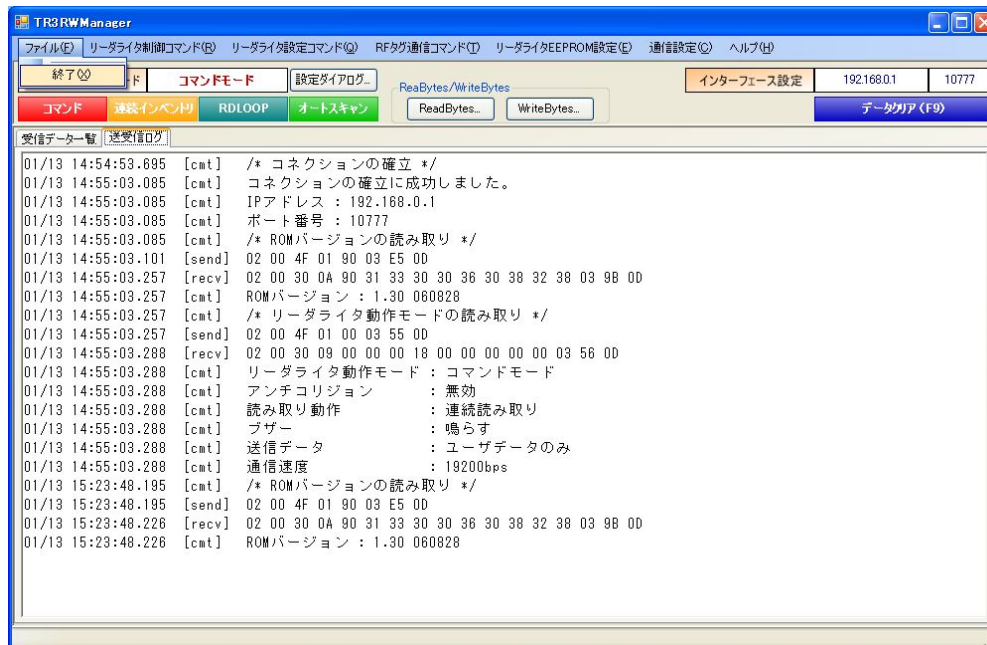 TR3RWManager
ファイル(F) リーダライタ制御コマンド(R) リーダライタ設定コマンド(Q) RFタグ通信コマンド(T) リーダライタEEPROM設定(E) 通信設定(C) ヘルプ(H)
終了(X)
ド コマンドモード 設定ダイアログ... ReaBytes/WriteBytes インターフェース設定 192.168.0.1 10777
コマンド 連続インベントリ RDLOOP オートスキャン ReadBytes... WriteBytes... データクリア (F9)
受信データ一覧 送受信ログ
01/13 14:54:53.695 [cmt] /* コネクションの確立 */
01/13 14:55:03.085 [cmt] コネクションの確立に成功しました。
01/13 14:55:03.085 [cmt] IPアドレス : 192.168.0.1
01/13 14:55:03.085 [cmt] ポート番号 : 10777
01/13 14:55:03.085 [cmt] /* ROMバージョンの読み取り */
01/13 14:55:03.101 [send] 02 00 4F 01 90 03 E5 0D
01/13 14:55:03.257 [recv] 02 00 30 0A 90 31 33 30 30 36 30 38 32 38 03 9B 0D
01/13 14:55:03.257 [cmt] ROMバージョン : 1.30 060828
01/13 14:55:03.257 [cmt] /* リーダライタ動作モードの読み取り */
01/13 14:55:03.257 [send] 02 00 4F 01 00 03 55 0D
01/13 14:55:03.288 [recv] 02 00 30 09 00 00 00 18 00 00 00 00 00 03 56 0D
01/13 14:55:03.288 [cmt] リーダライタ動作モード : コマンドモード
01/13 14:55:03.288 [cmt] アンチコリジョン : 無効
01/13 14:55:03.288 [cmt] 読み取り動作 : 連続読み取り
01/13 14:55:03.288 [cmt] ブザー : 鳴らす
01/13 14:55:03.288 [cmt] 送信データ : ユーザデータのみ
01/13 14:55:03.288 [cmt] 通信速度 : 19200bps
01/13 15:23:48.195 [cmt] /* ROMバージョンの読み取り */
01/13 15:23:48.195 [send] 02 00 4F 01 90 03 E5 0D
01/13 15:23:48.226 [recv] 02 00 30 0A 90 31 33 30 30 36 30 38 32 38 03 9B 0D
01/13 15:23:48.226 [cmt] ROMバージョン : 1.30 060828